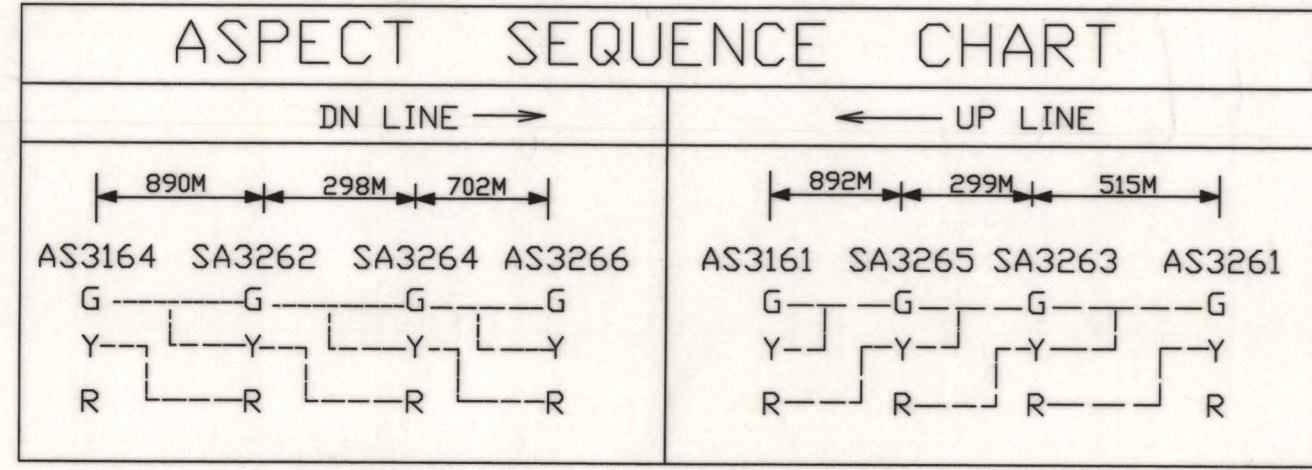 ASPECT SEQUENCE CHART
DN LINE
UP LINE
890M 298M 702M
892M 299M 515M
AS3164 SA3262 SA3264 AS3266
AS3161 SA3265 SA3263 AS3261
G G G G
G G G G
Y Y Y Y
Y Y Y Y
R R R R
R R R R